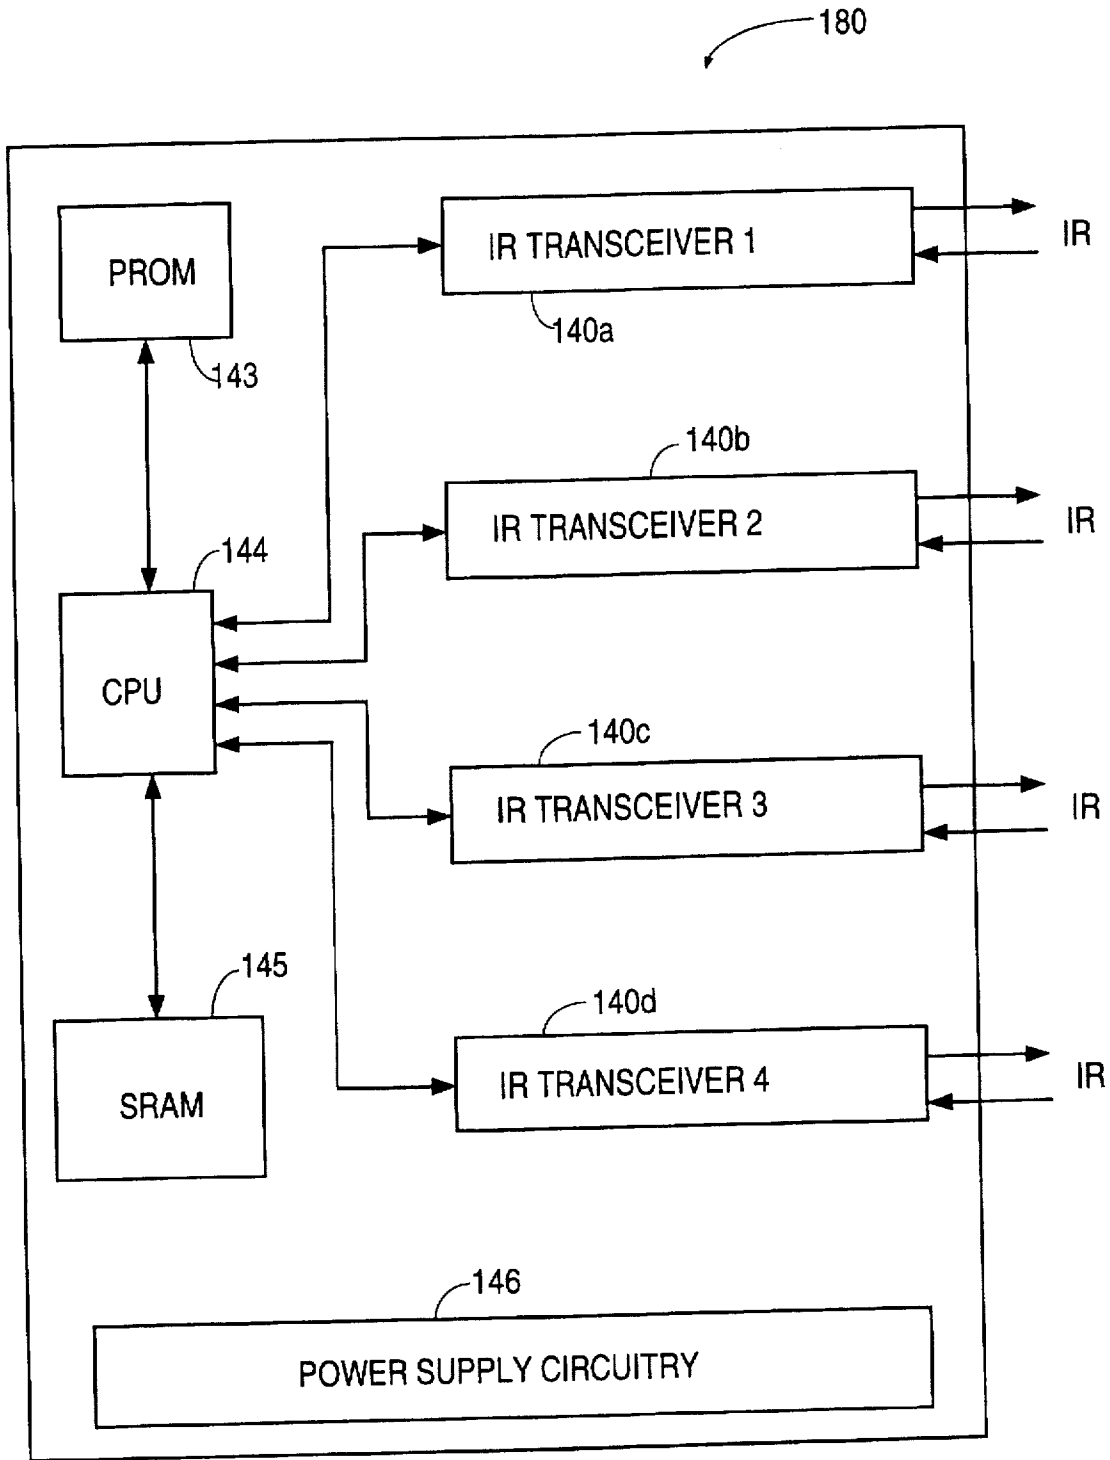 180
IR TRANSCEIVER 1
IR
PROM
140a
143
140b
IR TRANSCEIVER 2
IR
144
CPU
140c
IR TRANSCEIVER 3
IR
145
140d
IR TRANSCEIVER 4
IR
SRAM
146
POWER SUPPLY CIRCUITRY